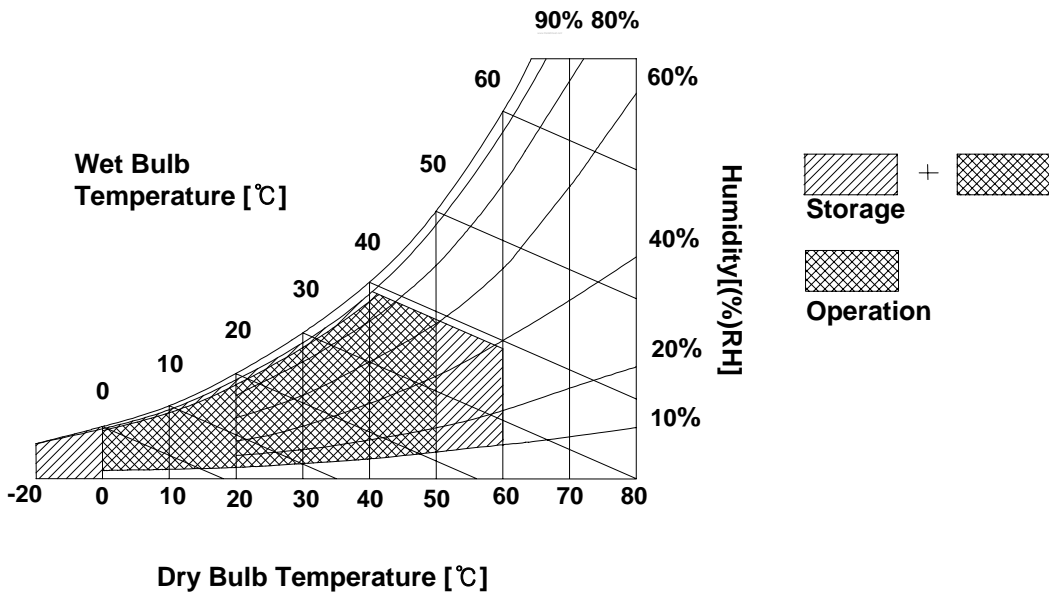 90% 80%
60
60%
50
Wet Bulb
Temperature [℃]
Humidity[(%)RH]
+
Storage
40
40%
30
Operation
20
20%
10
10%
0
-20 0 10 20 30 40 50 60 70 80
Dry Bulb Temperature [℃]